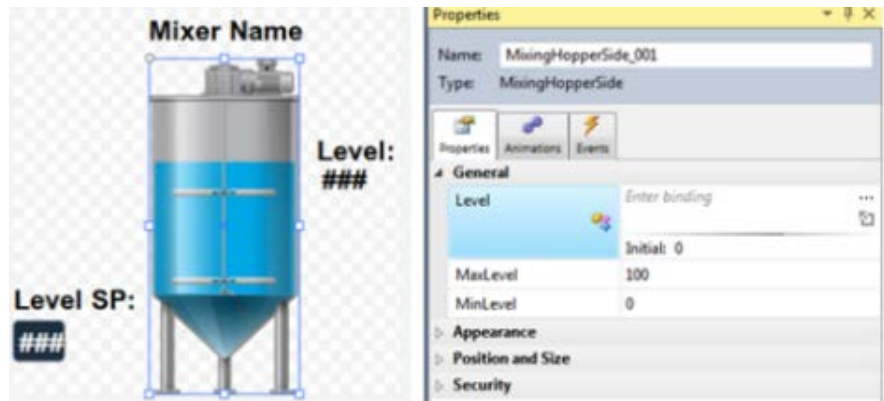 Mixer Name
Level:
###
Level SP:
###
Properties
Name: MixingHopperSide_001
Type: MixingHopperSide
Properties Animations Events
General
Level Enter binding ...
Initial: 0
MaxLevel 100
MinLevel 0
Appearance
Position and Size
Security